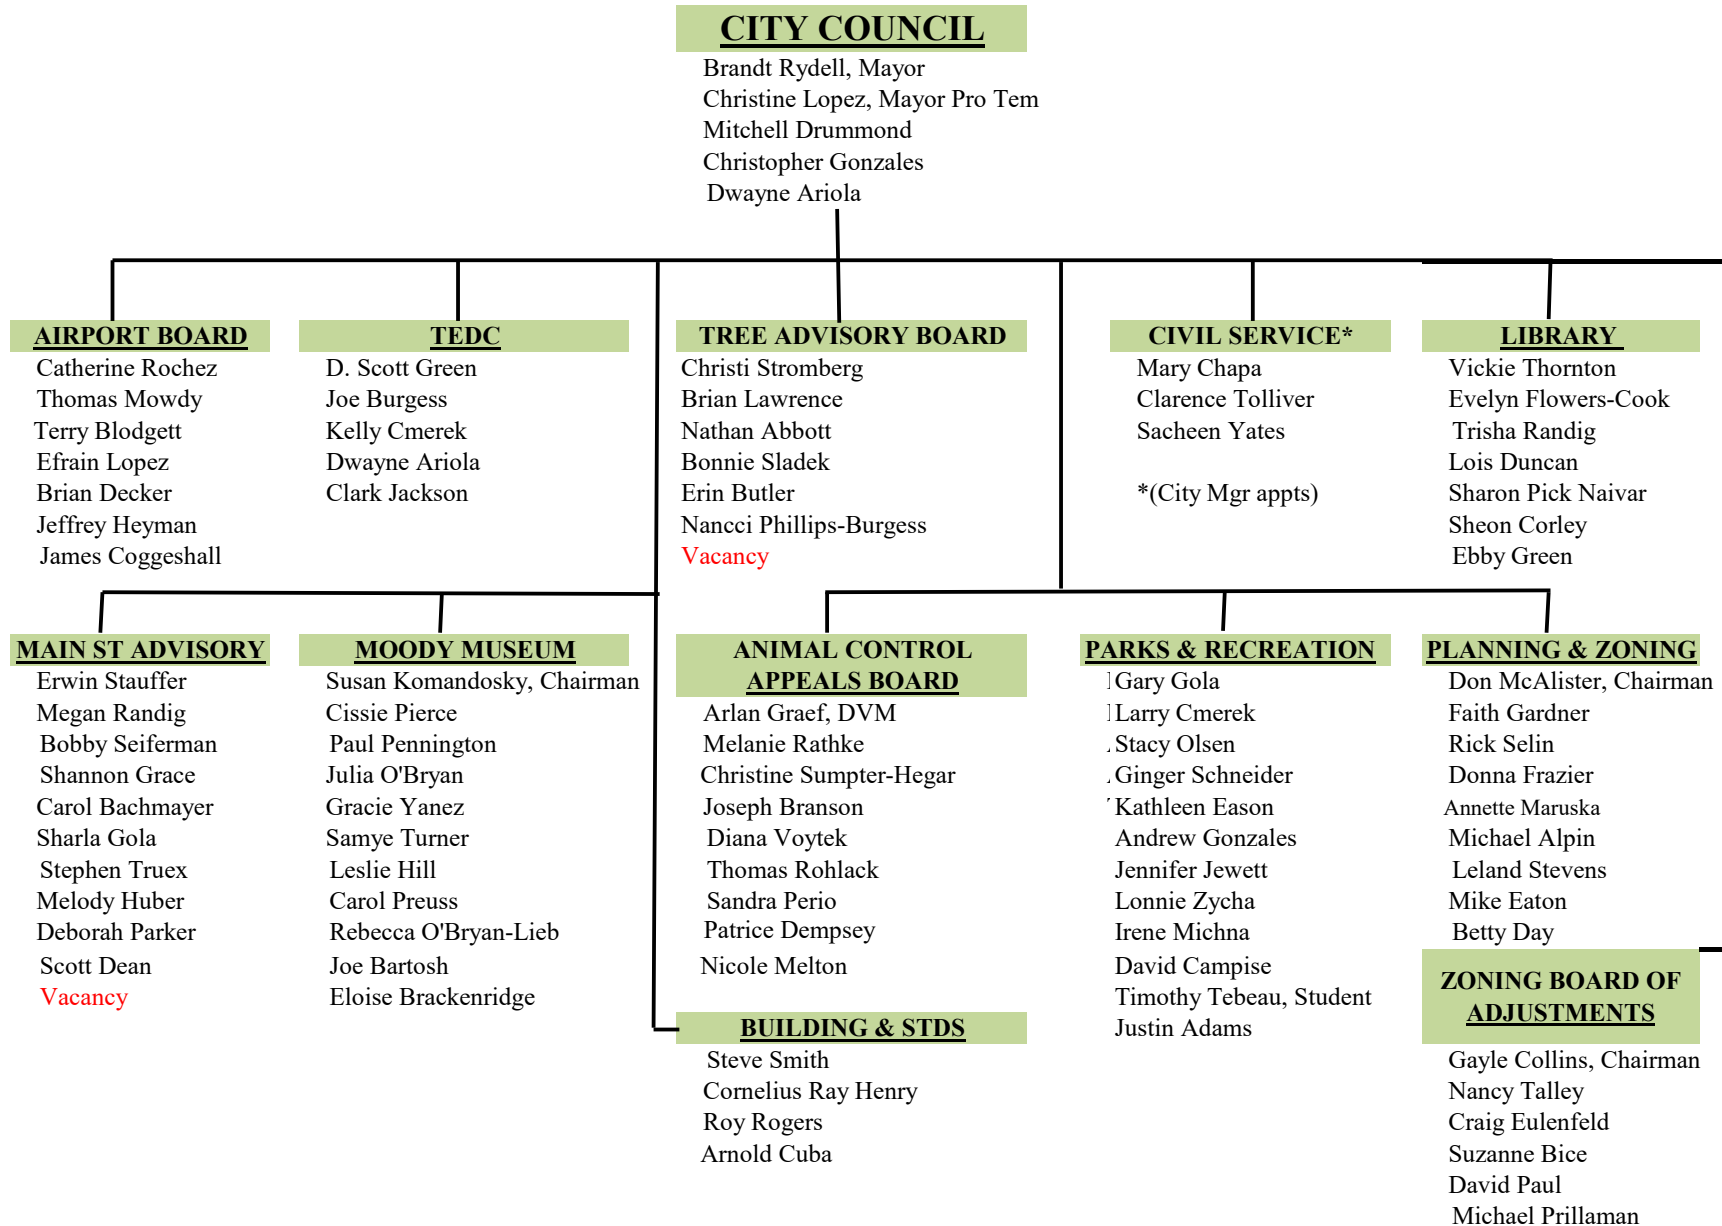 CITY COUNCIL
Brandt Rydell, Mayor
Christine Lopez, Mayor Pro Tem
Mitchell Drummond
Christopher Gonzales
Dwayne Ariola
AIRPORT BOARD
Catherine Rochez
Thomas Mowdy
Terry Blodgett
Efrain Lopez
Brian Decker
Jeffrey Heyman
James Coggeshall
TEDC
D. Scott Green
Joe Burgess
Kelly Cmerek
Dwayne Ariola
Clark Jackson
TREE ADVISORY BOARD
Christi Stromberg
Brian Lawrence
Nathan Abbott
Bonnie Sladek
Erin Butler
Nancci Phillips-Burgess
Vacancy
CIVIL SERVICE*
Mary Chapa
Clarence Tolliver
Sacheen Yates
*(City Mgr appts)
LIBRARY
Vickie Thornton
Evelyn Flowers-Cook
Trisha Randig
Lois Duncan
Sharon Pick Naivar
Sheon Corley
Ebby Green
MAIN ST ADVISORY
Erwin Stauffer
Megan Randig
Bobby Seiferman
Shannon Grace
Carol Bachmayer
Sharla Gola
Stephen Truex
Melody Huber
Deborah Parker
Scott Dean
Vacancy
MOODY MUSEUM
Susan Komandosky, Chairman
Cissie Pierce
Paul Pennington
Julia O'Bryan
Gracie Yanez
Samye Turner
Leslie Hill
Carol Preuss
Rebecca O'Bryan-Lieb
Joe Bartosh
Eloise Brackenridge
ANIMAL CONTROL
APPEALS BOARD
Arlan Graef, DVM
Melanie Rathke
Christine Sumpter-Hegar
Joseph Branson
Diana Voytek
Thomas Rohlack
Sandra Perio
Patrice Dempsey
Nicole Melton
BUILDING & STDS
Steve Smith
Cornelius Ray Henry
Roy Rogers
Arnold Cuba
PARKS & RECREATION
Gary Gola
Larry Cmerek
Stacy Olsen
Ginger Schneider
Kathleen Eason
Andrew Gonzales
Jennifer Jewett
Lonnie Zycha
Irene Michna
David Campise
Timothy Tebeau, Student
Justin Adams
PLANNING & ZONING
Don McAlister, Chairman
Faith Gardner
Rick Selin
Donna Frazier
Annette Maruska
Michael Alpin
Leland Stevens
Mike Eaton
Betty Day
ZONING BOARD OF
ADJUSTMENTS
Gayle Collins, Chairman
Nancy Talley
Craig Eulenfeld
Suzanne Bice
David Paul
Michael Prillaman